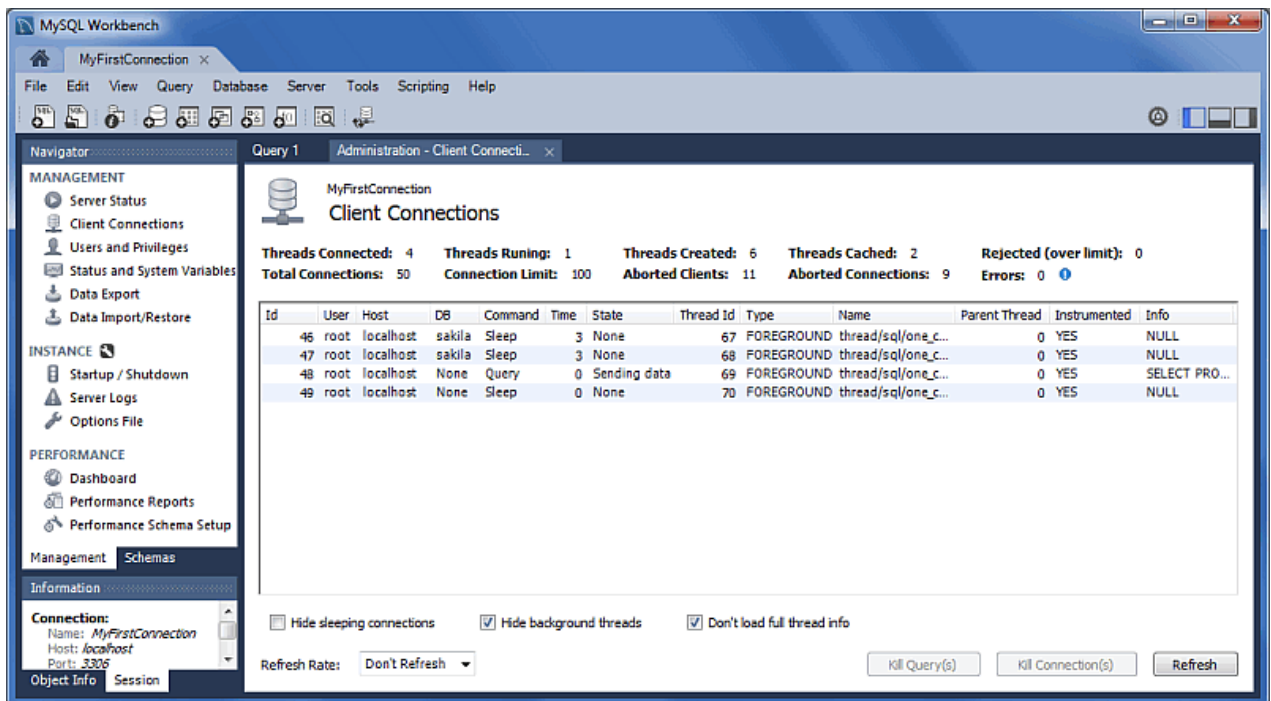 MySQL Workbench
MyFirstConnection
File Edit View Query Database Server Tools Scripting Help
Navigator
MANAGEMENT
Server Status
Client Connections
Users and Privileges
Status and System Variables
Data Export
Data Import/Restore
INSTANCE
Startup / Shutdown
Server Logs
Options File
PERFORMANCE
Dashboard
Performance Reports
Performance Schema Setup
Management Schemas
Information
Connection:
Name: MyFirstConnection
Host: localhost
Port: 3306
Object Info Session
Query 1 Administration - Client Connecti...
MyFirstConnection
Client Connections
Threads Connected: 4 Threads Runing: 1 Threads Created: 6 Threads Cached: 2 Rejected (over limit): 0
Total Connections: 50 Connection Limit: 100 Aborted Clients: 11 Aborted Connections: 9 Errors: 0
Id User Host DB Command Time State Thread Id Type Name Parent Thread Instrumented Info
46 root localhost sakila Sleep 3 None 67 FOREGROUND thread/sql/one_c... 0 YES NULL
47 root localhost sakila Sleep 3 None 68 FOREGROUND thread/sql/one_c... 0 YES NULL
48 root localhost None Query 0 Sending data 69 FOREGROUND thread/sql/one_c... 0 YES SELECT PRO...
49 root localhost None Sleep 0 None 70 FOREGROUND thread/sql/one_c... 0 YES NULL
Hide sleeping connections Hide background threads Don't load full thread info
Refresh Rate: Don't Refresh Kill Query(s) Kill Connection(s) Refresh